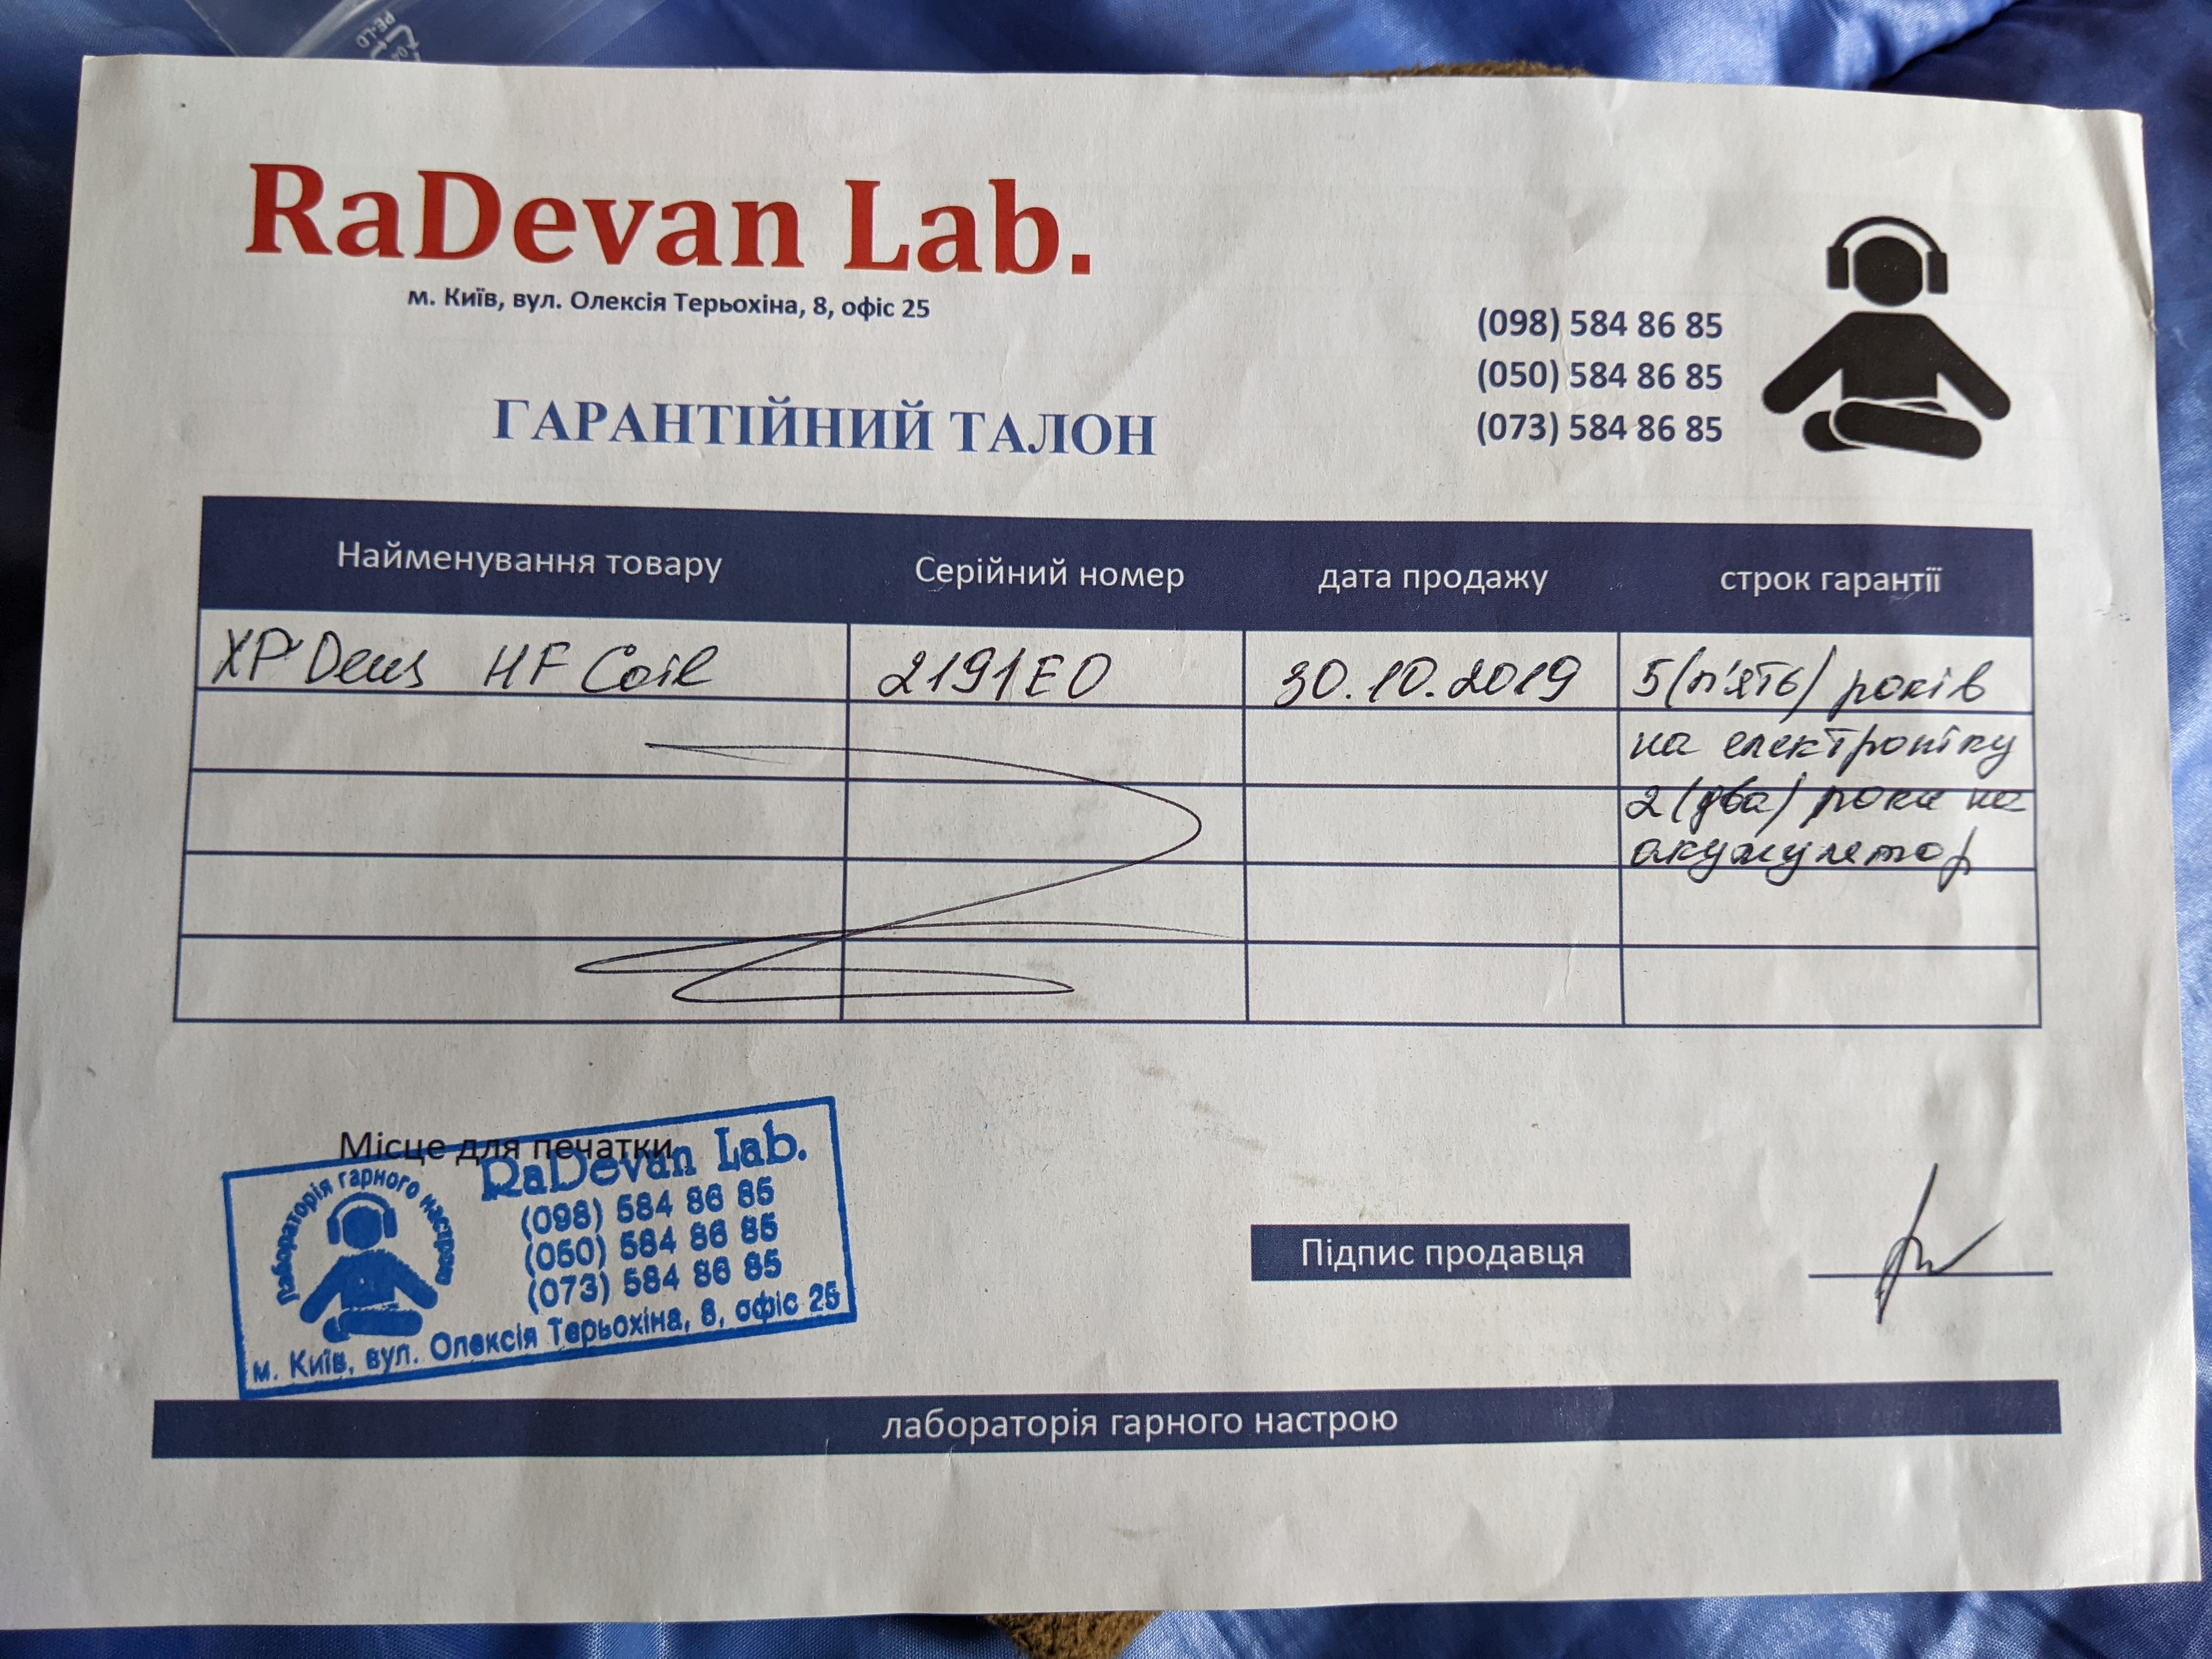 RaDevan Lab.
м. Київ, вул. Олексія Терьохіна, 8, офіс 25
(098) 584 86 85
(050) 584 86 85
(073) 584 86 85
ГАРАНТІЙНИЙ ТАЛОН
Найменування товару Серійний номер дата продажу строк гарантії
XP Deus HF Coil 2191E0 30.10.2019 5 (п'ять) років
на електроніку
2 (два) роки на
акумулятор
Місце для печатки
RaDevan Lab.
Лабораторія гарного настрою
(098) 584 86 85
(050) 584 86 85
(073) 584 86 85
м. Київ, вул. Олексія Терьохіна, 8, офіс 25
Підпис продавця
лабораторія гарного настрою
PE-LD